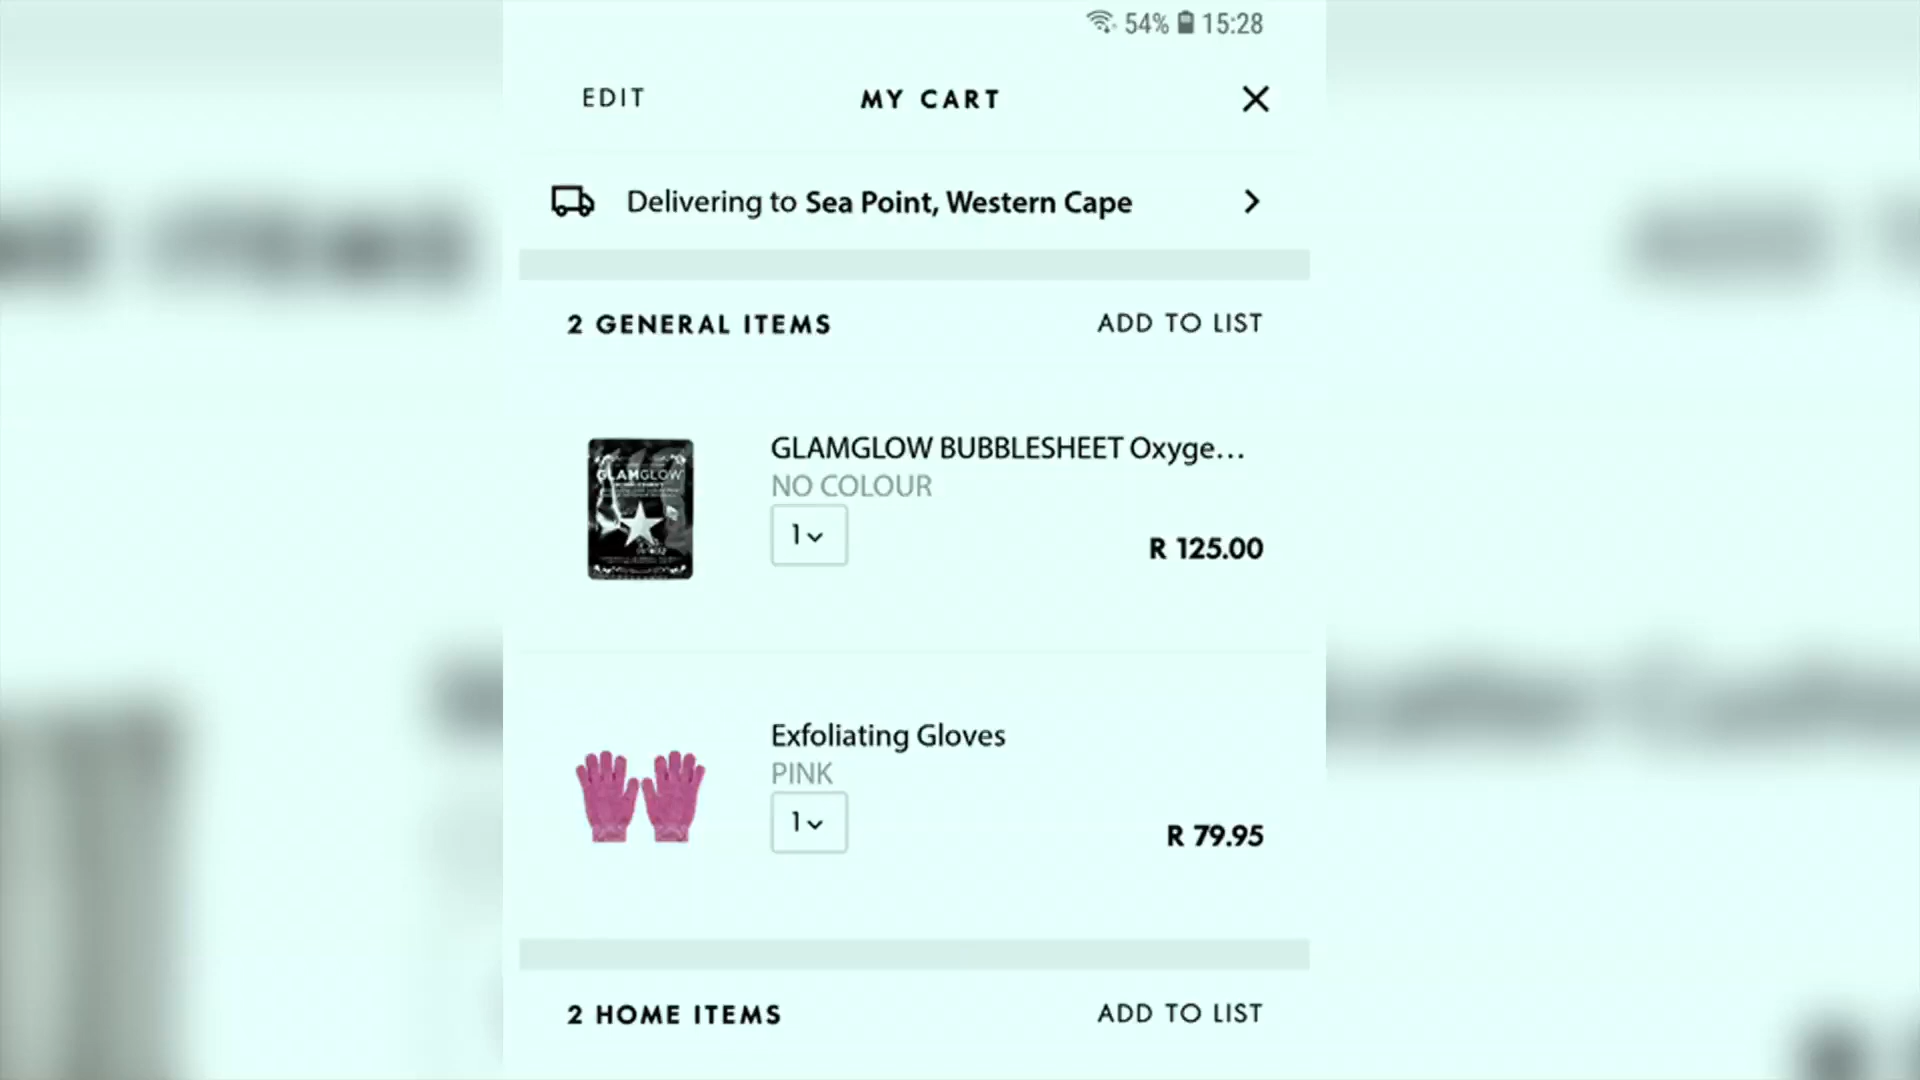 54% 15:28
EDIT MY CART
Delivering to Sea Point, Western Cape
2 GENERAL ITEMS ADD TO LIST
GLAMGLOW BUBBLESHEET Oxyge...
NO COLOUR
GLAMGLOW
1
R 125.00
Exfoliating Gloves
PINK
1
R 79.95
2 HOME ITEMS ADD TO LIST